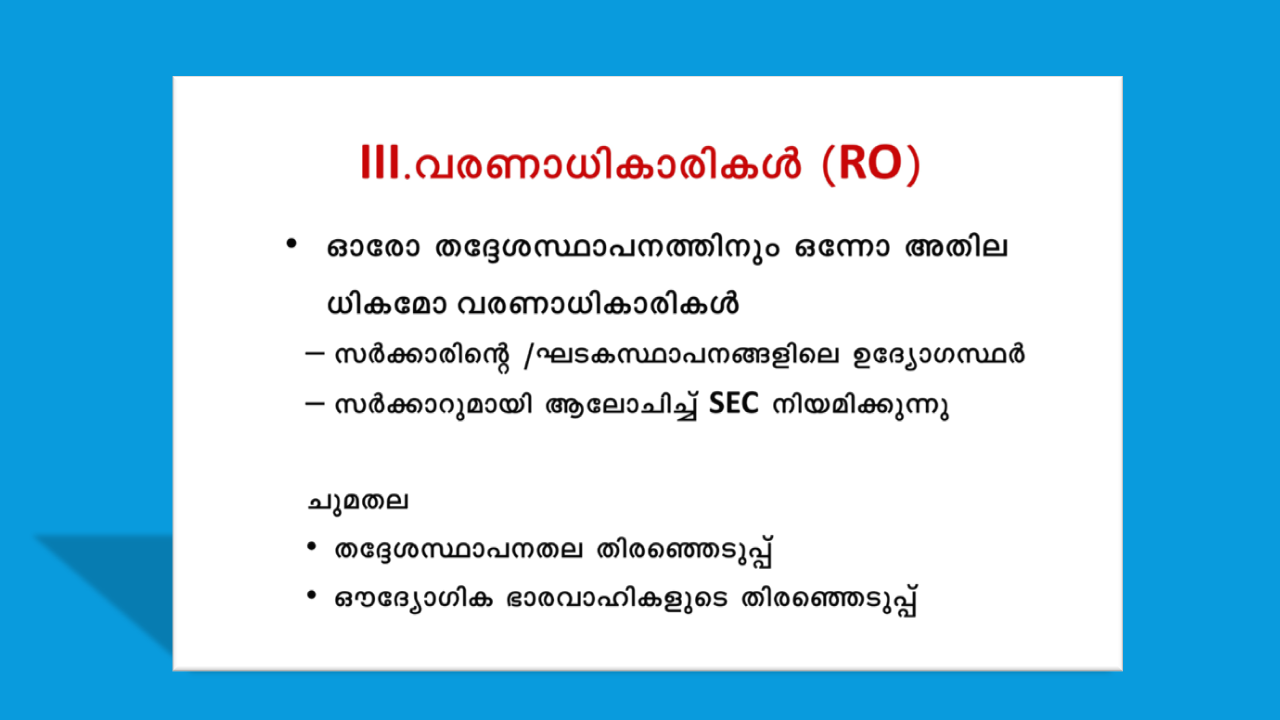 III.വരണാധികാരികൾ (RO)
• ഓരോ തദ്ദേശസ്ഥാപനത്തിനും ഒന്നോ അതില
ധികമോ വരണാധികാരികൾ
– സർക്കാരിന്റെ /ഘടകസ്ഥാപനങ്ങളിലെ ഉദ്യോഗസ്ഥർ
– സർക്കാറുമായി ആലോചിച്ച് SEC നിയമിക്കുന്നു
ചുമതല
• തദ്ദേശസ്ഥാപനതല തിരഞ്ഞെടുപ്പ്
• ഔദ്യോഗിക ഭാരവാഹികളുടെ തിരഞ്ഞെടുപ്പ്